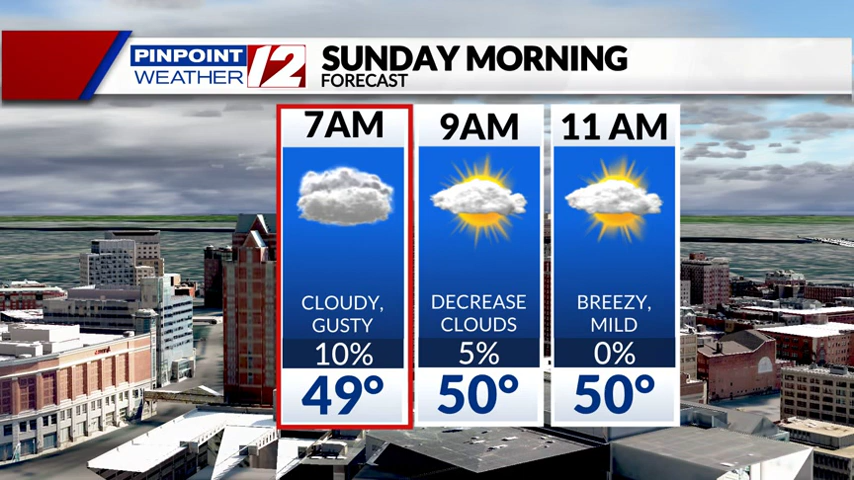 PINPOINT
WEATHER 12
SUNDAY MORNING
FORECAST
7AM
CLOUDY,
GUSTY
10%
49°
9AM
DECREASE
CLOUDS
5%
50°
11 AM
BREEZY,
MILD
0%
50°